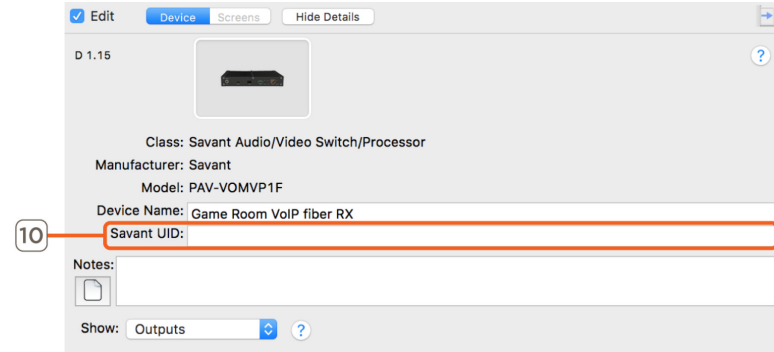 Edit Device Screens Hide Details
D 1.15
?
Class: Savant Audio/Video Switch/Processor
Manufacturer: Savant
Model: PAV-VOMVP1F
Device Name: Game Room VoIP fiber RX
10 Savant UID:
Notes:
Show: Outputs ?